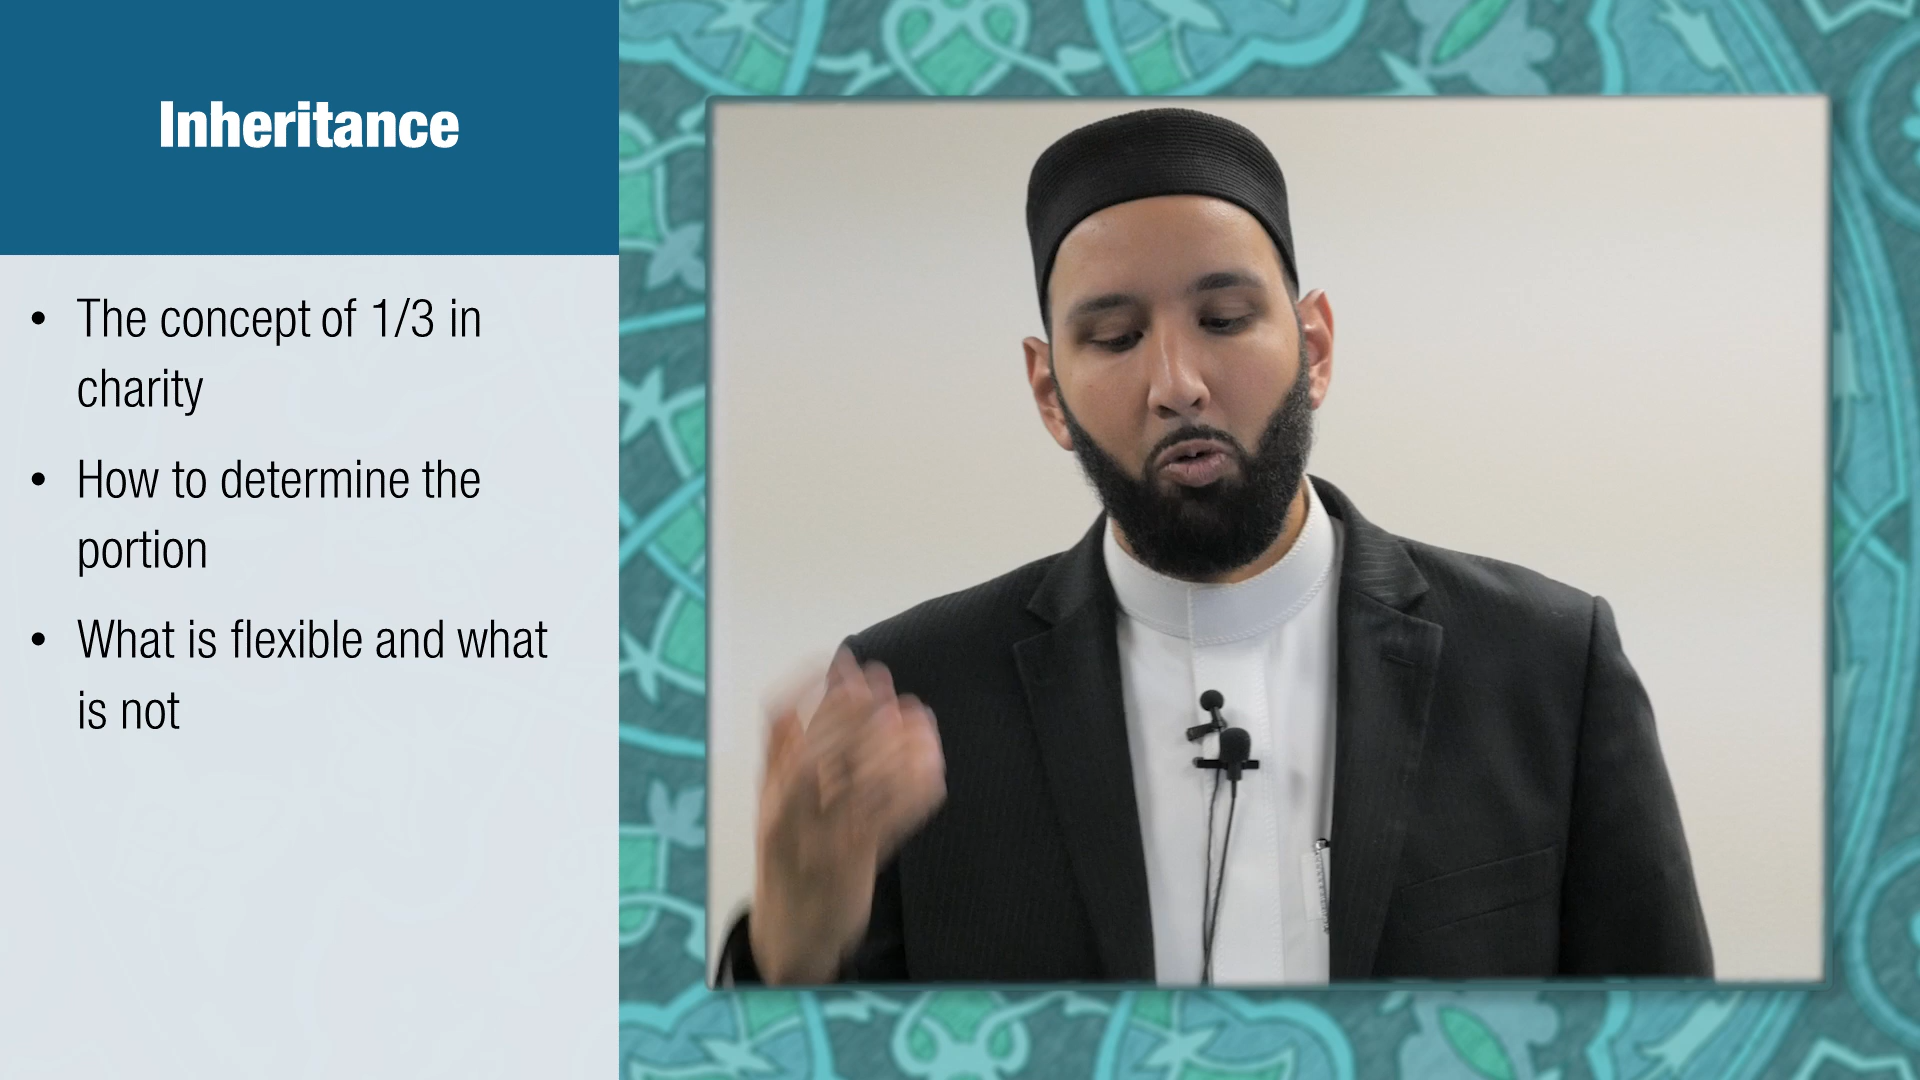 Inheritance
• The concept of 1/3 in
charity
• How to determine the
portion
• What is flexible and what
is not